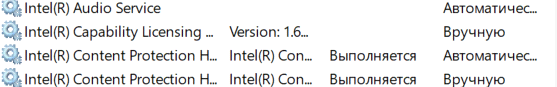 Intel(R) Audio Service Автоматичес...
Intel(R) Capability Licensing ... Version: 1.6... Вручную
Intel(R) Content Protection H... Intel(R) Con... Выполняется Автоматичес...
Intel(R) Content Protection H... Intel(R) Con... Выполняется Вручную